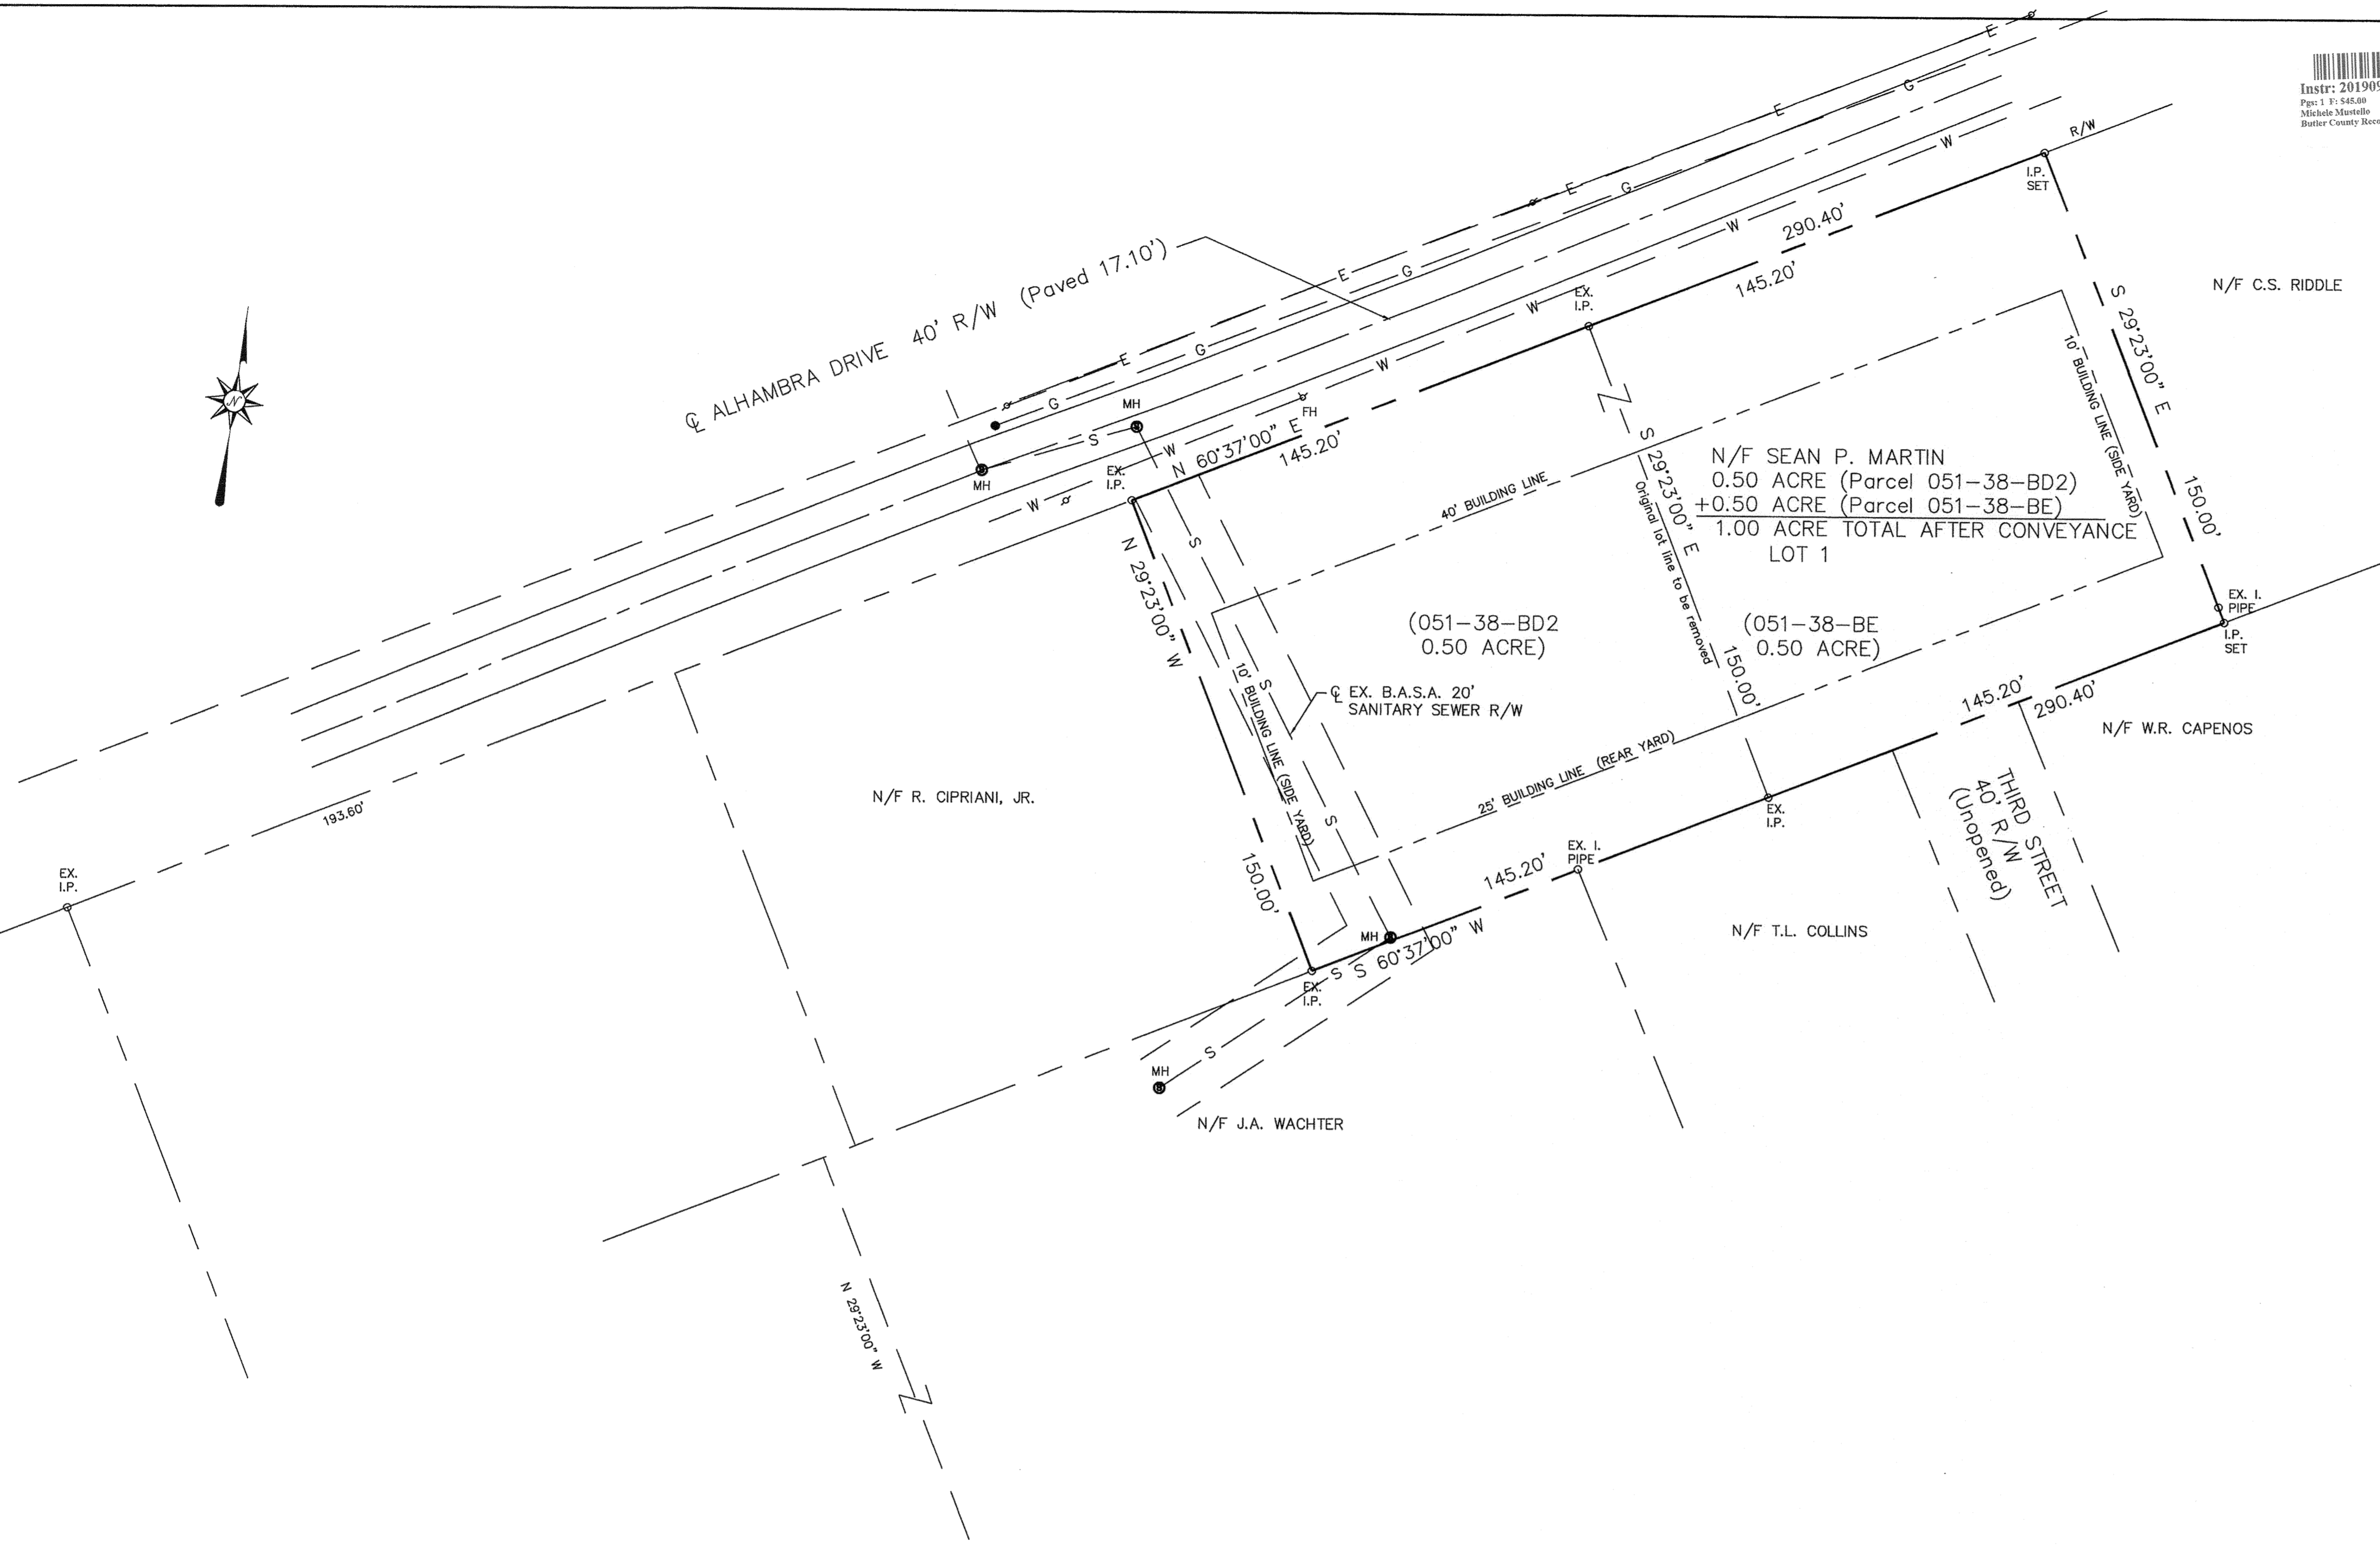 Instr: 201909
Pgs: 1 F: $45.00
Michele Mustello
Butler County Reco
E
G
E
G
W
R/W
I.P.
SET
E
G
W
290.40'
145.20'
N/F C.S. RIDDLE
S 29°23'00" E
150.00'
10' BUILDING LINE (SIDE YARD)
℄ ALHAMBRA DRIVE 40' R/W (Paved 17.10')
E
G
W
EX.
I.P.
E
G
W
G
MH
S
FH
MH
W
W
EX.
I.P.
N 60°37'00" E
145.20'
N
S 29°23'00" E
Original lot line to be removed
150.00'
N/F SEAN P. MARTIN
0.50 ACRE (Parcel 051-38-BD2)
+0.50 ACRE (Parcel 051-38-BE)
1.00 ACRE TOTAL AFTER CONVEYANCE
LOT 1
40' BUILDING LINE
N 29°23'00" W
150.00'
S
S
S
10' BUILDING LINE (SIDE YARD)
(051-38-BD2
0.50 ACRE)
(051-38-BE
0.50 ACRE)
EX. I.
PIPE
I.P.
SET
℄ EX. B.A.S.A. 20'
SANITARY SEWER R/W
145.20'
290.40'
N/F W.R. CAPENOS
25' BUILDING LINE (REAR YARD)
N/F R. CIPRIANI, JR.
193.60'
EX.
I.P.
EX.
I.P.
THIRD STREET
40' R/W
(Unopened)
EX. I.
PIPE
145.20'
N/F T.L. COLLINS
MH
S 60°37'00" W
S
EX.
I.P.
S
MH
N/F J.A. WACHTER
N 29°23'00" W